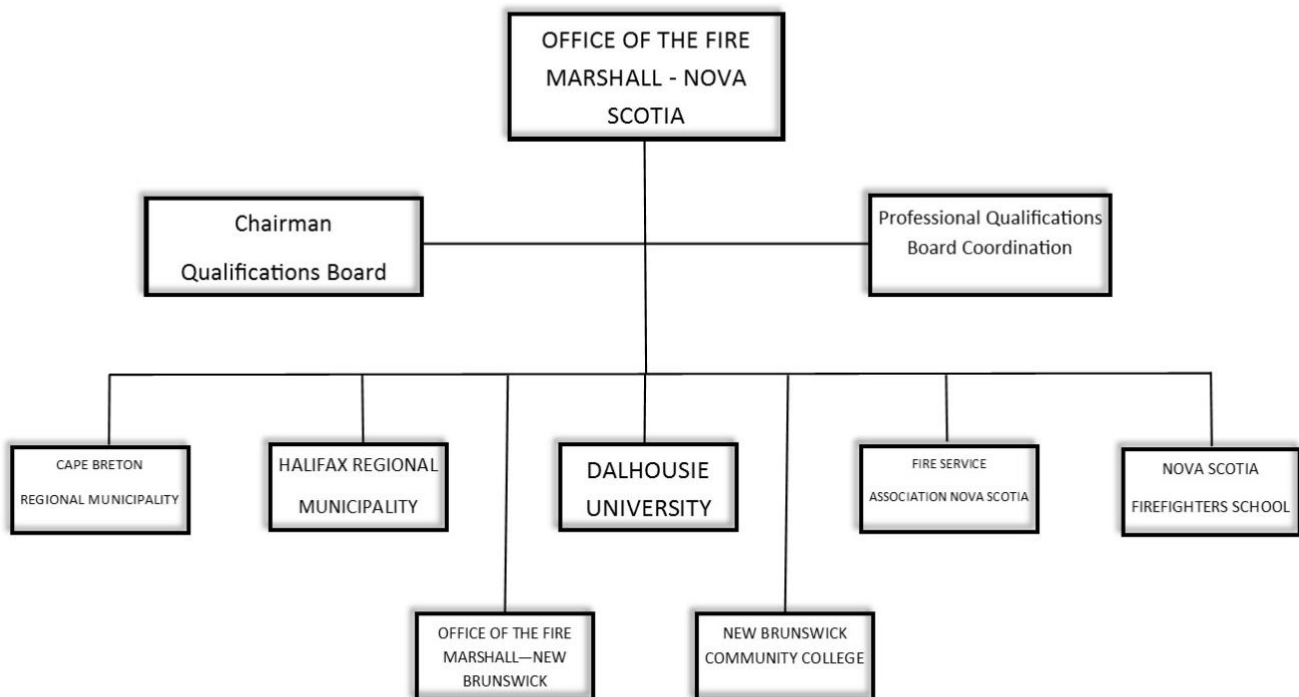 OFFICE OF THE FIRE
MARSHALL - NOVA
SCOTIA
Chairman
Qualifications Board
Professional Qualifications
Board Coordination
CAPE BRETON
REGIONAL MUNICIPALITY
HALIFAX REGIONAL
MUNICIPALITY
DALHOUSIE
UNIVERSITY
FIRE SERVICE
ASSOCIATION NOVA SCOTIA
NOVA SCOTIA
FIREFIGHTERS SCHOOL
OFFICE OF THE FIRE
MARSHALL—NEW
BRUNSWICK
NEW BRUNSWICK
COMMUNITY COLLEGE